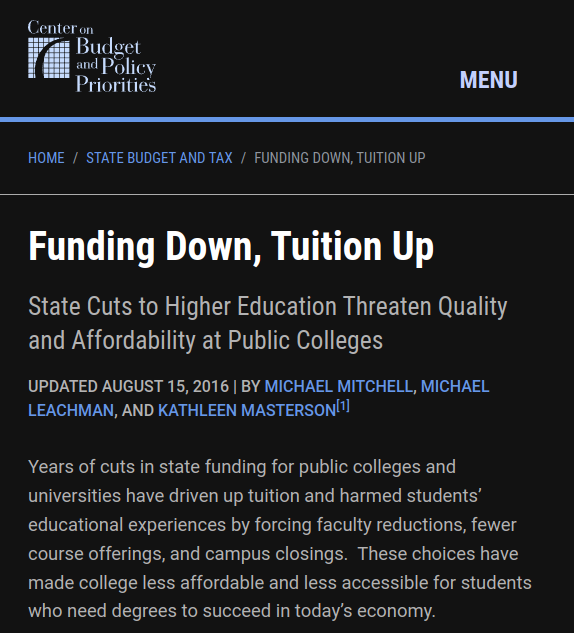 Center on
Budget
and Policy
Priorities
MENU
HOME / STATE BUDGET AND TAX / FUNDING DOWN, TUITION UP
Funding Down, Tuition Up
State Cuts to Higher Education Threaten Quality
and Affordability at Public Colleges
UPDATED AUGUST 15, 2016 | BY MICHAEL MITCHELL, MICHAEL
LEACHMAN, AND KATHLEEN MASTERSON[1]
Years of cuts in state funding for public colleges and
universities have driven up tuition and harmed students’
educational experiences by forcing faculty reductions, fewer
course offerings, and campus closings.  These choices have
made college less affordable and less accessible for students
who need degrees to succeed in today’s economy.